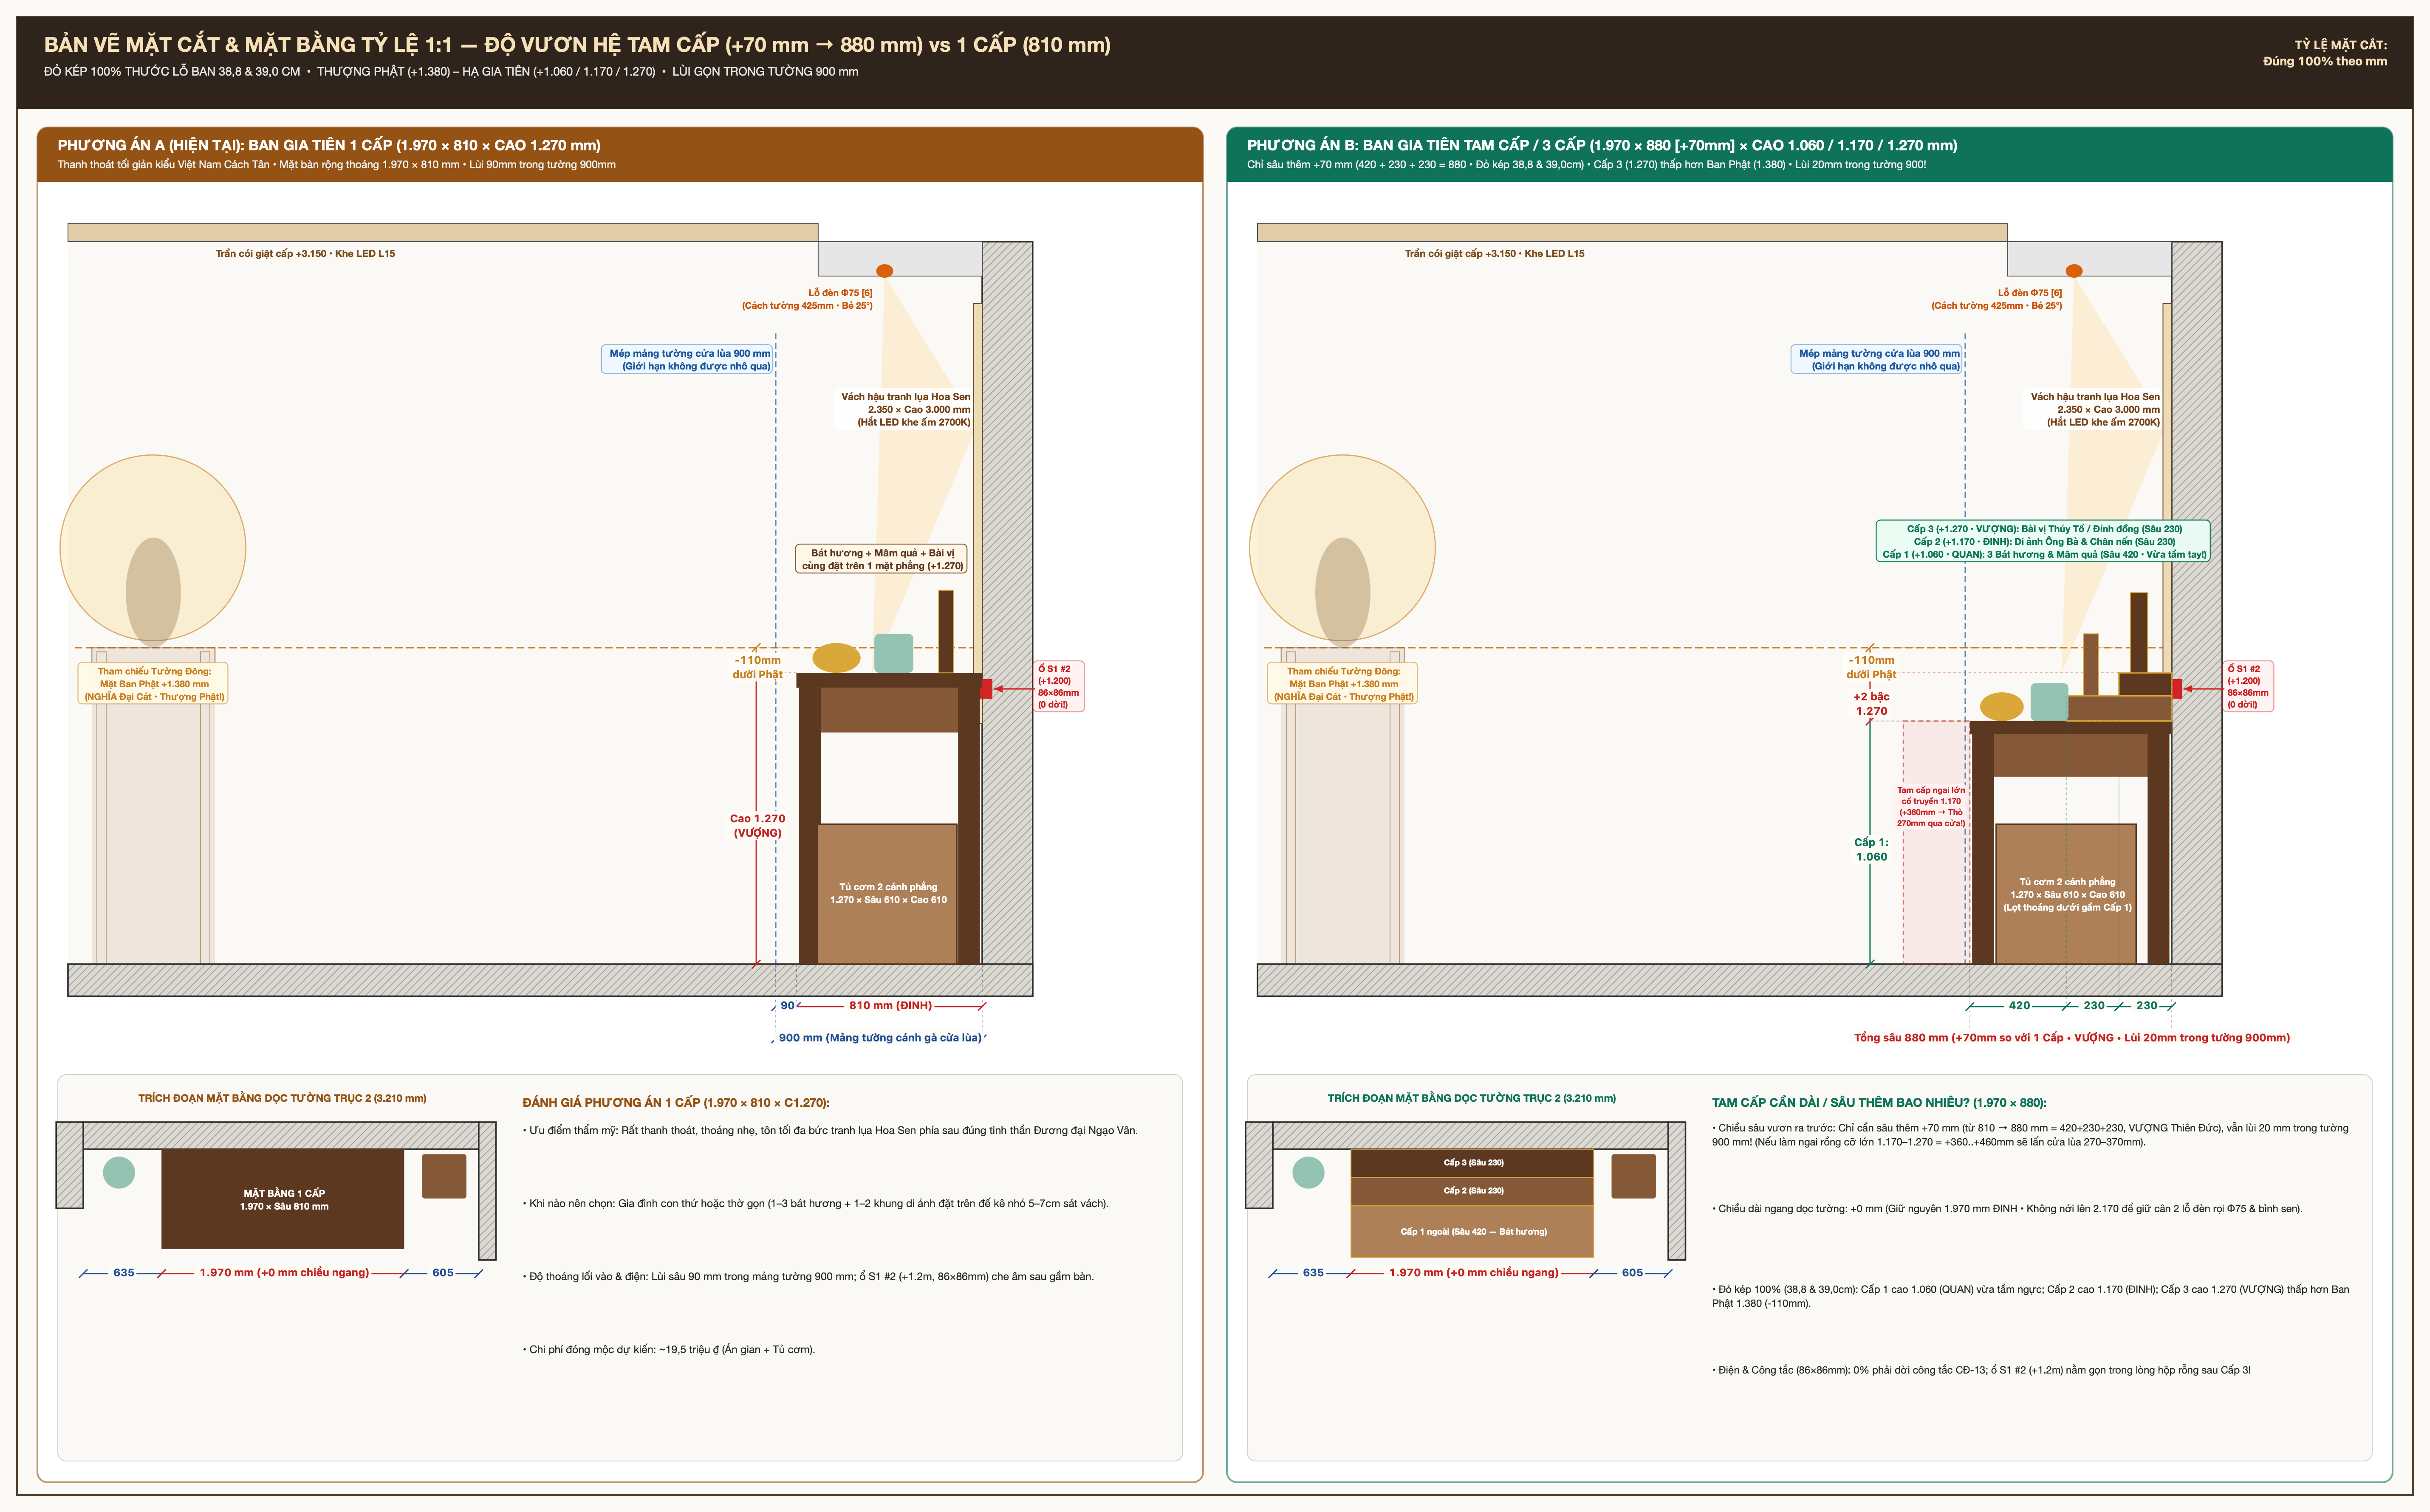 BẢN VẼ MẶT CẮT & MẶT BẰNG TỶ LỆ 1:1 — ĐỘ VƯƠN HỆ TAM CẤP (+70 mm → 880 mm) vs 1 CẤP (810 mm)
ĐỎ KÉP 100% THƯỚC LỖ BAN 38,8 & 39,0 CM • THƯỢNG PHẬT (+1.380) – HẠ GIA TIÊN (+1.060 / 1.170 / 1.270) • LÙI GỌN TRONG TƯỜNG 900 mm
TỶ LỆ MẶT CẮT:
Đúng 100% theo mm
PHƯƠNG ÁN A (HIỆN TẠI): BAN GIA TIÊN 1 CẤP (1.970 × 810 × CAO 1.270 mm)
Thanh thoát tối giản kiểu Việt Nam Cách Tân • Mặt bàn rộng thoáng 1.970 × 810 mm • Lùi 90mm trong tường 900mm
Trần cói giật cấp +3.150 • Khe LED L15
Lỗ đèn Φ75 [6]
(Cách tường 425mm • Bẻ 25°)
Mép mảng tường cửa lùa 900 mm
(Giới hạn không được nhô qua)
Vách hậu tranh lụa Hoa Sen
2.350 × Cao 3.000 mm
(Hắt LED khe ấm 2700K)
Bát hương + Mâm quả + Bài vị
cùng đặt trên 1 mặt phẳng (+1.270)
-110mm
dưới Phật
Tham chiếu Tường Đông:
Mặt Ban Phật +1.380 mm
(NGHĨA Đại Cát • Thượng Phật!)
Ổ S1 #2
(+1.200)
86×86mm
(0 dời!)
Cao 1.270
(VƯỢNG)
Tủ cơm 2 cánh phẳng
1.270 × Sâu 610 × Cao 610
90
810 mm (ĐINH)
900 mm (Mảng tường cánh gà cửa lùa)
TRÍCH ĐOẠN MẶT BẰNG DỌC TƯỜNG TRỤC 2 (3.210 mm)
MẶT BẰNG 1 CẤP
1.970 × Sâu 810 mm
635
1.970 mm (+0 mm chiều ngang)
605
ĐÁNH GIÁ PHƯƠNG ÁN 1 CẤP (1.970 × 810 × C1.270):
• Ưu điểm thẩm mỹ: Rất thanh thoát, thoáng nhẹ, tôn tối đa bức tranh lụa Hoa Sen phía sau đúng tinh thần Đương đại Ngạo Vân.
• Khi nào nên chọn: Gia đình con thứ hoặc thờ gọn (1–3 bát hương + 1–2 khung di ảnh đặt trên đế kê nhỏ 5–7cm sát vách).
• Độ thoáng lối vào & điện: Lùi sâu 90 mm trong mảng tường 900 mm; ổ S1 #2 (+1.2m, 86×86mm) che âm sau gầm bàn.
• Chi phí đóng mộc dự kiến: ~19,5 triệu ₫ (Án gian + Tủ cơm).
PHƯƠNG ÁN B: BAN GIA TIÊN TAM CẤP / 3 CẤP (1.970 × 880 [+70mm] × CAO 1.060 / 1.170 / 1.270 mm)
Chỉ sâu thêm +70 mm (420 + 230 + 230 = 880 • Đỏ kép 38,8 & 39,0cm) • Cấp 3 (1.270) thấp hơn Ban Phật (1.380) • Lùi 20mm trong tường 900!
Trần cói giật cấp +3.150 • Khe LED L15
Lỗ đèn Φ75 [6]
(Cách tường 425mm • Bẻ 25°)
Mép mảng tường cửa lùa 900 mm
(Giới hạn không được nhô qua)
Vách hậu tranh lụa Hoa Sen
2.350 × Cao 3.000 mm
(Hắt LED khe ấm 2700K)
Cấp 3 (+1.270 • VƯỢNG): Bài vị Thủy Tổ / Đỉnh đồng (Sâu 230)
Cấp 2 (+1.170 • ĐINH): Di ảnh Ông Bà & Chân nến (Sâu 230)
Cấp 1 (+1.060 • QUAN): 3 Bát hương & Mâm quả (Sâu 420 • Vừa tầm tay!)
-110mm
dưới Phật
+2 bậc
1.270
Tham chiếu Tường Đông:
Mặt Ban Phật +1.380 mm
(NGHĨA Đại Cát • Thượng Phật!)
Ổ S1 #2
(+1.200)
86×86mm
(0 dời!)
Tam cấp ngai lớn
cổ truyền 1.170
(+360mm → Thò
270mm qua cửa!)
Cấp 1:
1.060
Tủ cơm 2 cánh phẳng
1.270 × Sâu 610 × Cao 610
(Lọt thoáng dưới gầm Cấp 1)
420
230
230
Tổng sâu 880 mm (+70mm so với 1 Cấp • VƯỢNG • Lùi 20mm trong tường 900mm)
TRÍCH ĐOẠN MẶT BẰNG DỌC TƯỜNG TRỤC 2 (3.210 mm)
Cấp 3 (Sâu 230)
Cấp 2 (Sâu 230)
Cấp 1 ngoài (Sâu 420 — Bát hương)
635
1.970 mm (+0 mm chiều ngang)
605
TAM CẤP CẦN DÀI / SÂU THÊM BAO NHIÊU? (1.970 × 880):
• Chiều sâu vươn ra trước: Chỉ cần sâu thêm +70 mm (từ 810 → 880 mm = 420+230+230, VƯỢNG Thiên Đức), vẫn lùi 20 mm trong tường
900 mm! (Nếu làm ngai rồng cỡ lớn 1.170–1.270 = +360..+460mm sẽ lấn cửa lùa 270–370mm).
• Chiều dài ngang dọc tường: +0 mm (Giữ nguyên 1.970 mm ĐINH • Không nới lên 2.170 để giữ cân 2 lỗ đèn rọi Φ75 & bình sen).
• Đỏ kép 100% (38,8 & 39,0cm): Cấp 1 cao 1.060 (QUAN) vừa tầm ngực; Cấp 2 cao 1.170 (ĐINH); Cấp 3 cao 1.270 (VƯỢNG) thấp hơn Ban
Phật 1.380 (-110mm).
• Điện & Công tắc (86×86mm): 0% phải dời công tắc CĐ-13; ổ S1 #2 (+1.2m) nằm gọn trong lòng hộp rỗng sau Cấp 3!